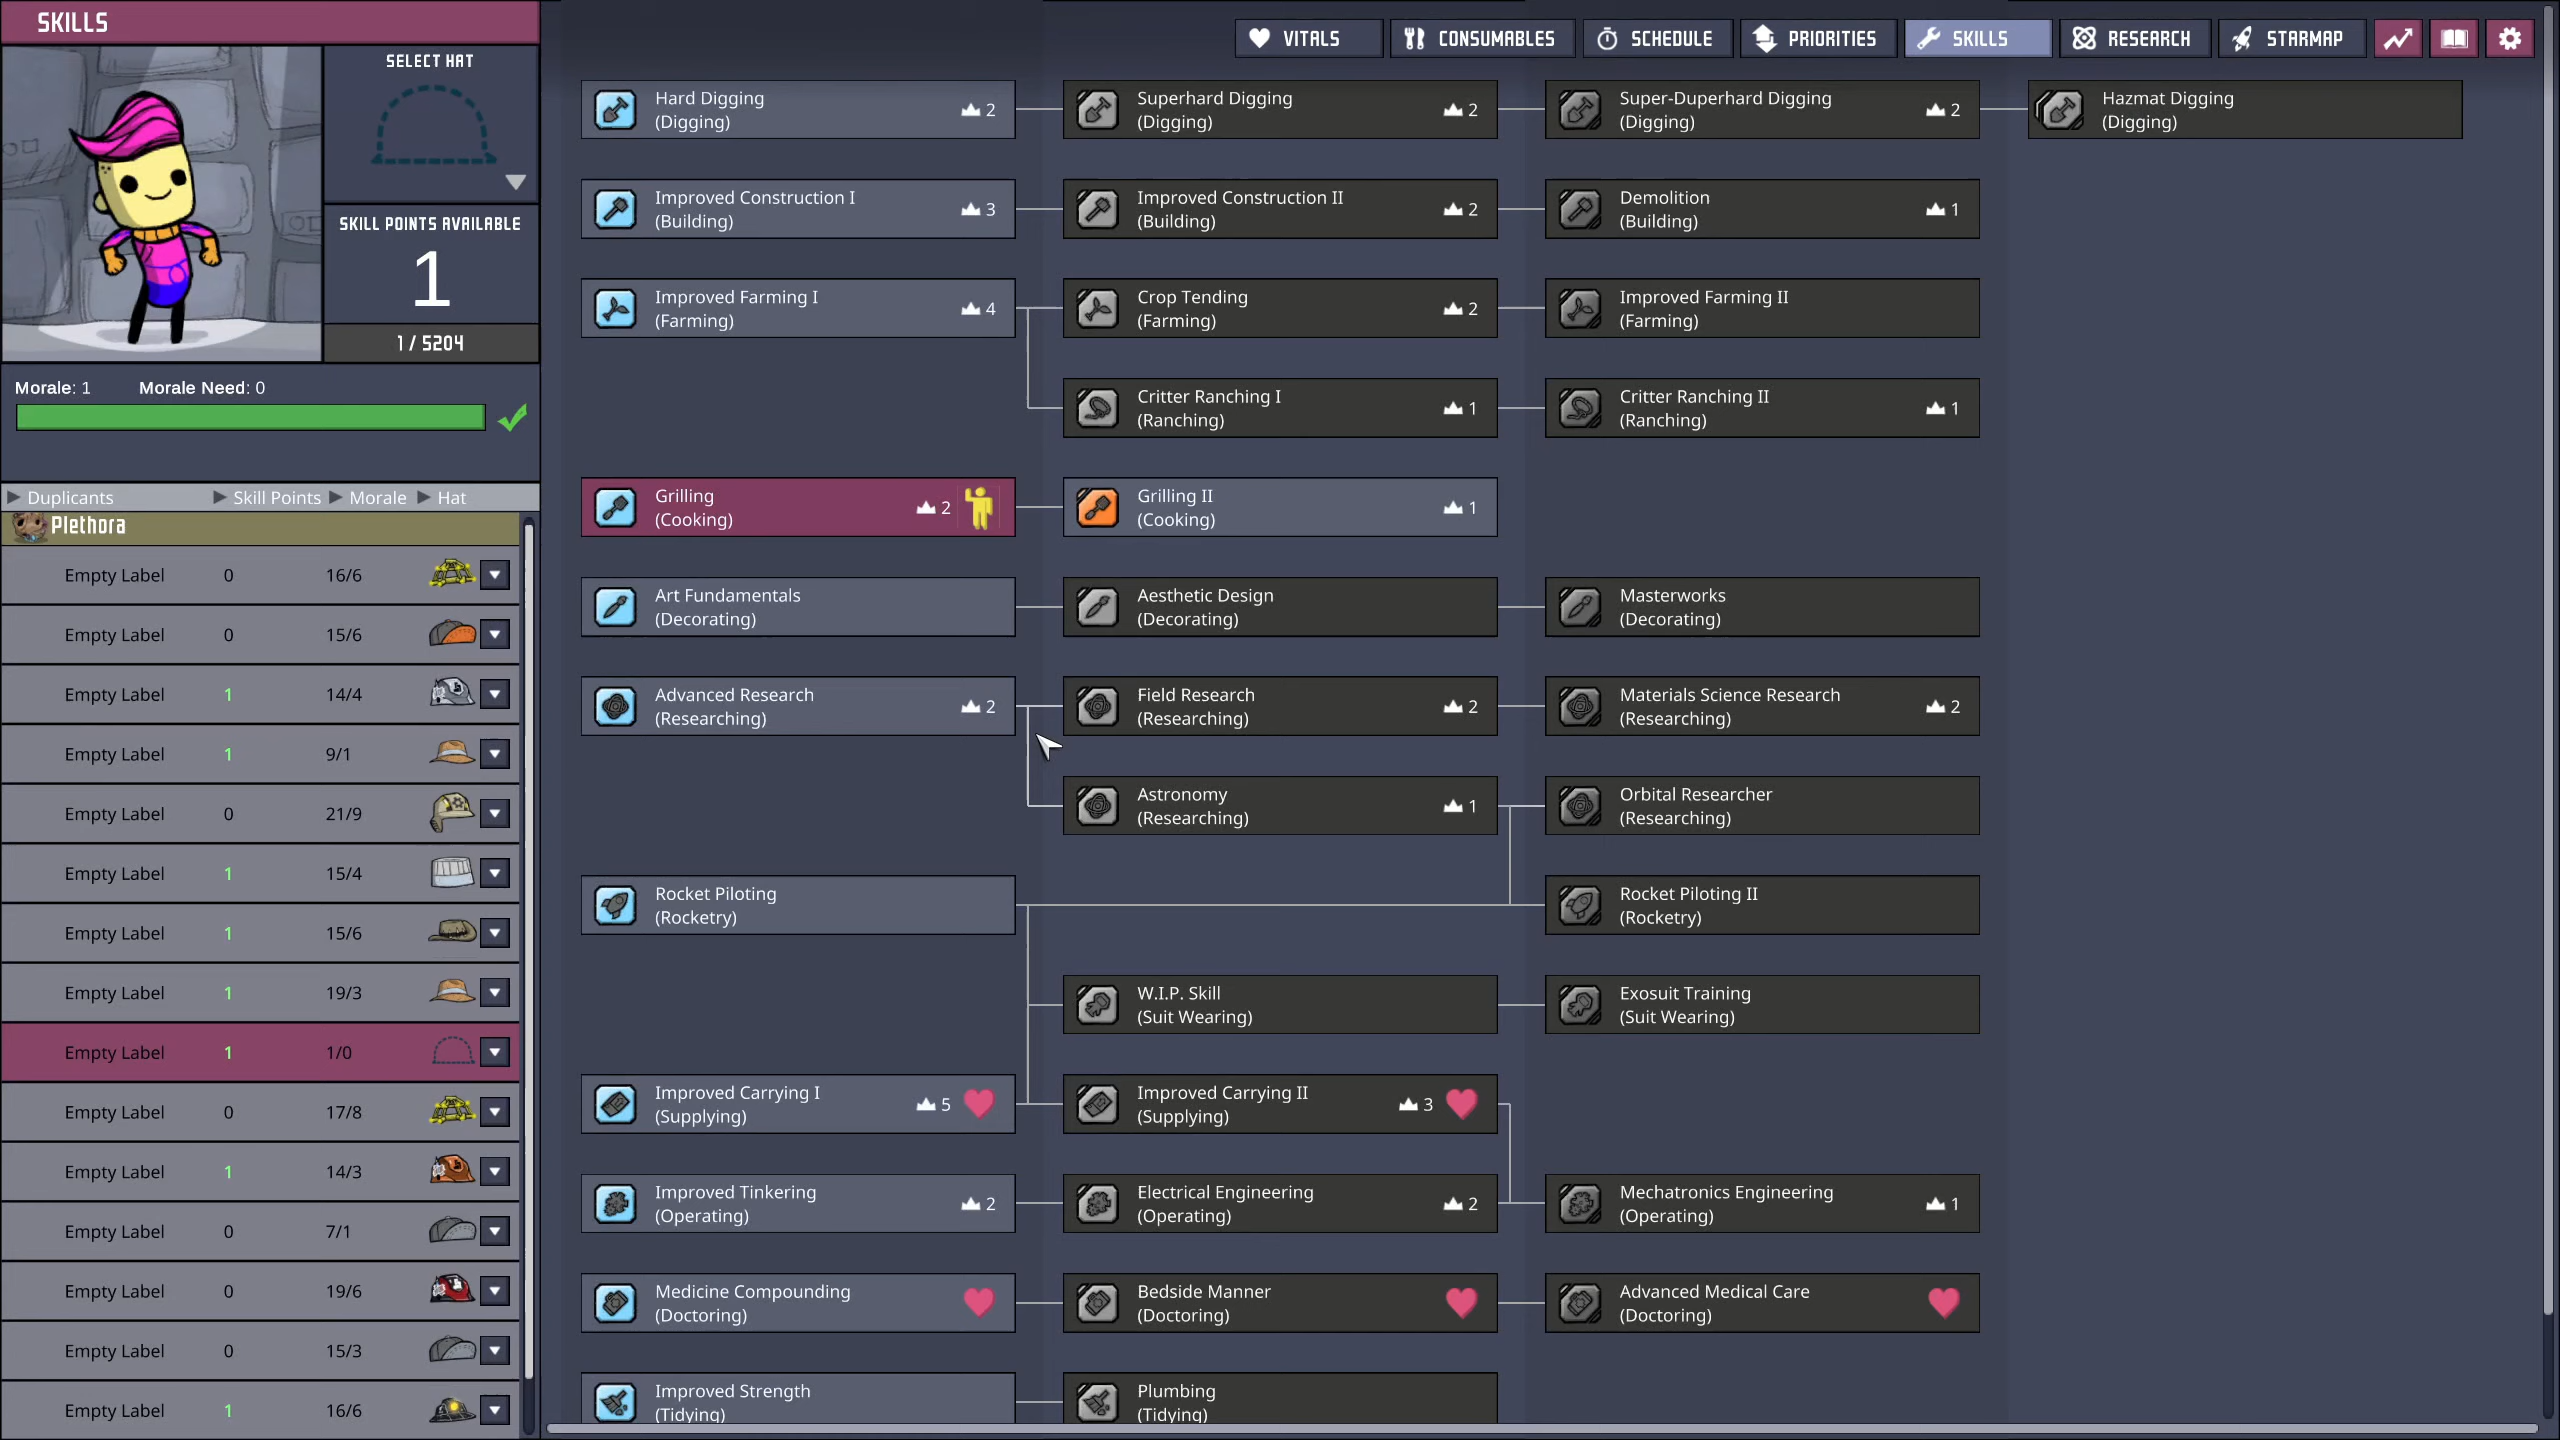 SKILLS
VITALS
CONSUMABLES
SCHEDULE
PRIORITIES
SKILLS
RESEARCH
STARMAP
SELECT HAT
SKILL POINTS AVAILABLE
1
1 / 5204
Morale: 1 Morale Need: 0
Duplicants Skill Points Morale Hat
Plethora
Empty Label 0 16/6
Empty Label 0 15/6
Empty Label 1 14/4
Empty Label 1 9/1
Empty Label 0 21/9
Empty Label 1 15/4
Empty Label 1 15/6
Empty Label 1 19/3
Empty Label 1 1/0
Empty Label 0 17/8
Empty Label 1 14/3
Empty Label 0 7/1
Empty Label 0 19/6
Empty Label 0 15/3
Empty Label 1 16/6
Hard Digging
(Digging)
2
Superhard Digging
(Digging)
2
Super-Duperhard Digging
(Digging)
2
Hazmat Digging
(Digging)
Improved Construction I
(Building)
3
Improved Construction II
(Building)
2
Demolition
(Building)
1
Improved Farming I
(Farming)
4
Crop Tending
(Farming)
2
Improved Farming II
(Farming)
Critter Ranching I
(Ranching)
1
Critter Ranching II
(Ranching)
1
Grilling
(Cooking)
2
Grilling II
(Cooking)
1
Art Fundamentals
(Decorating)
Aesthetic Design
(Decorating)
Masterworks
(Decorating)
Advanced Research
(Researching)
2
Field Research
(Researching)
2
Materials Science Research
(Researching)
2
Astronomy
(Researching)
1
Orbital Researcher
(Researching)
Rocket Piloting
(Rocketry)
Rocket Piloting II
(Rocketry)
W.I.P. Skill
(Suit Wearing)
Exosuit Training
(Suit Wearing)
Improved Carrying I
(Supplying)
5
Improved Carrying II
(Supplying)
3
Improved Tinkering
(Operating)
2
Electrical Engineering
(Operating)
2
Mechatronics Engineering
(Operating)
1
Medicine Compounding
(Doctoring)
Bedside Manner
(Doctoring)
Advanced Medical Care
(Doctoring)
Improved Strength
(Tidying)
Plumbing
(Tidying)